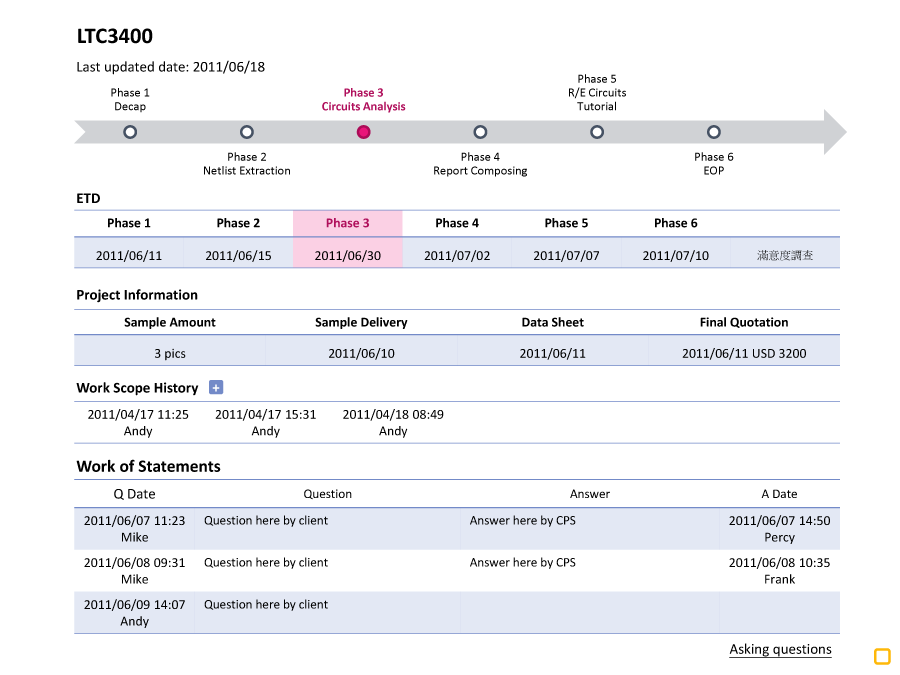 LTC3400
Last updated date: 2011/06/18
Phase 1
Decap
Phase 2
Netlist Extraction
Phase 3
Circuits Analysis
Phase 4
Report Composing
Phase 5
R/E Circuits
Tutorial
Phase 6
EOP
ETD
Phase 1 Phase 2 Phase 3 Phase 4 Phase 5 Phase 6
2011/06/11 2011/06/15 2011/06/30 2011/07/02 2011/07/07 2011/07/10 滿意度調查
Project Information
Sample Amount Sample Delivery Data Sheet Final Quotation
3 pics 2011/06/10 2011/06/11 2011/06/11 USD 3200
Work Scope History +
2011/04/17 11:25 2011/04/17 15:31 2011/04/18 08:49
Andy Andy Andy
Work of Statements
Q Date Question Answer A Date
2011/06/07 11:23 Question here by client Answer here by CPS 2011/06/07 14:50
Mike Percy
2011/06/08 09:31 Question here by client Answer here by CPS 2011/06/08 10:35
Mike Frank
2011/06/09 14:07 Question here by client
Andy
Asking questions